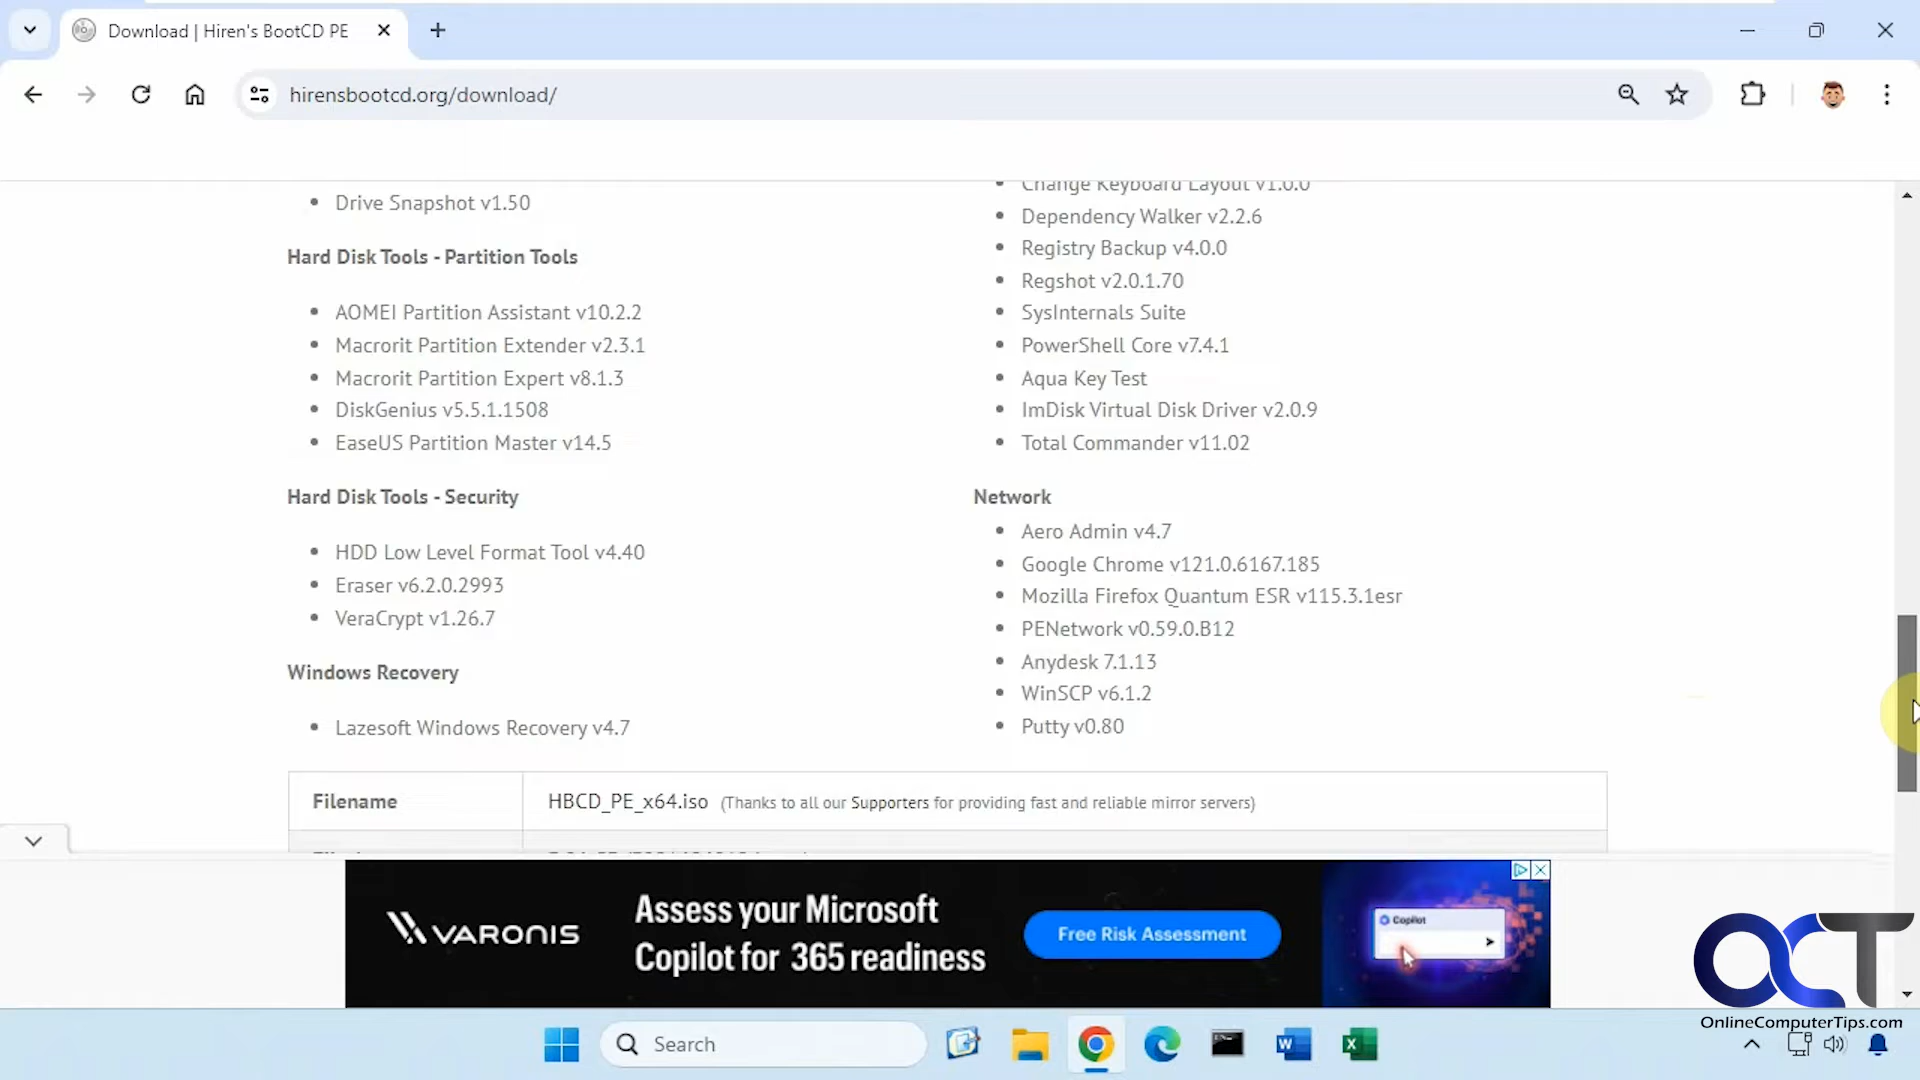 Download | Hiren's BootCD PE
hirensbootcd.org/download/
Drive Snapshot v1.50
Hard Disk Tools - Partition Tools
AOMEI Partition Assistant v10.2.2
Macrorit Partition Extender v2.3.1
Macrorit Partition Expert v8.1.3
DiskGenius v5.5.1.1508
EaseUS Partition Master v14.5
Hard Disk Tools - Security
HDD Low Level Format Tool v4.40
Eraser v6.2.0.2993
VeraCrypt v1.26.7
Windows Recovery
Lazesoft Windows Recovery v4.7
Change Keyboard Layout v1.0.0
Dependency Walker v2.2.6
Registry Backup v4.0.0
Regshot v2.0.1.70
SysInternals Suite
PowerShell Core v7.4.1
Aqua Key Test
ImDisk Virtual Disk Driver v2.0.9
Total Commander v11.02
Network
Aero Admin v4.7
Google Chrome v121.0.6167.185
Mozilla Firefox Quantum ESR v115.3.1esr
PENetwork v0.59.0.B12
Anydesk 7.1.13
WinSCP v6.1.2
Putty v0.80
Filename HBCD_PE_x64.iso (Thanks to all our Supporters for providing fast and reliable mirror servers)
VARONIS
Assess your Microsoft
Copilot for 365 readiness
Free Risk Assessment
Copilot
OCT
OnlineComputerTips.com
Search